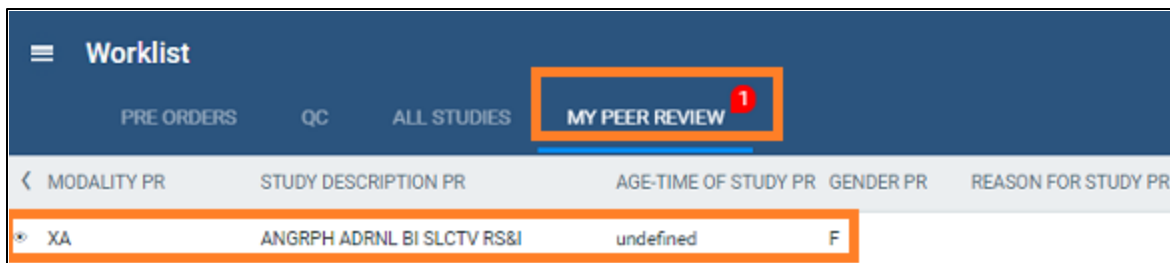 Worklist
PRE ORDERS QC ALL STUDIES MY PEER REVIEW 1
MODALITY PR STUDY DESCRIPTION PR AGE-TIME OF STUDY PR GENDER PR REASON FOR STUDY PR
XA ANGRPH ADRNL BI SLCTV RS&I undefined F